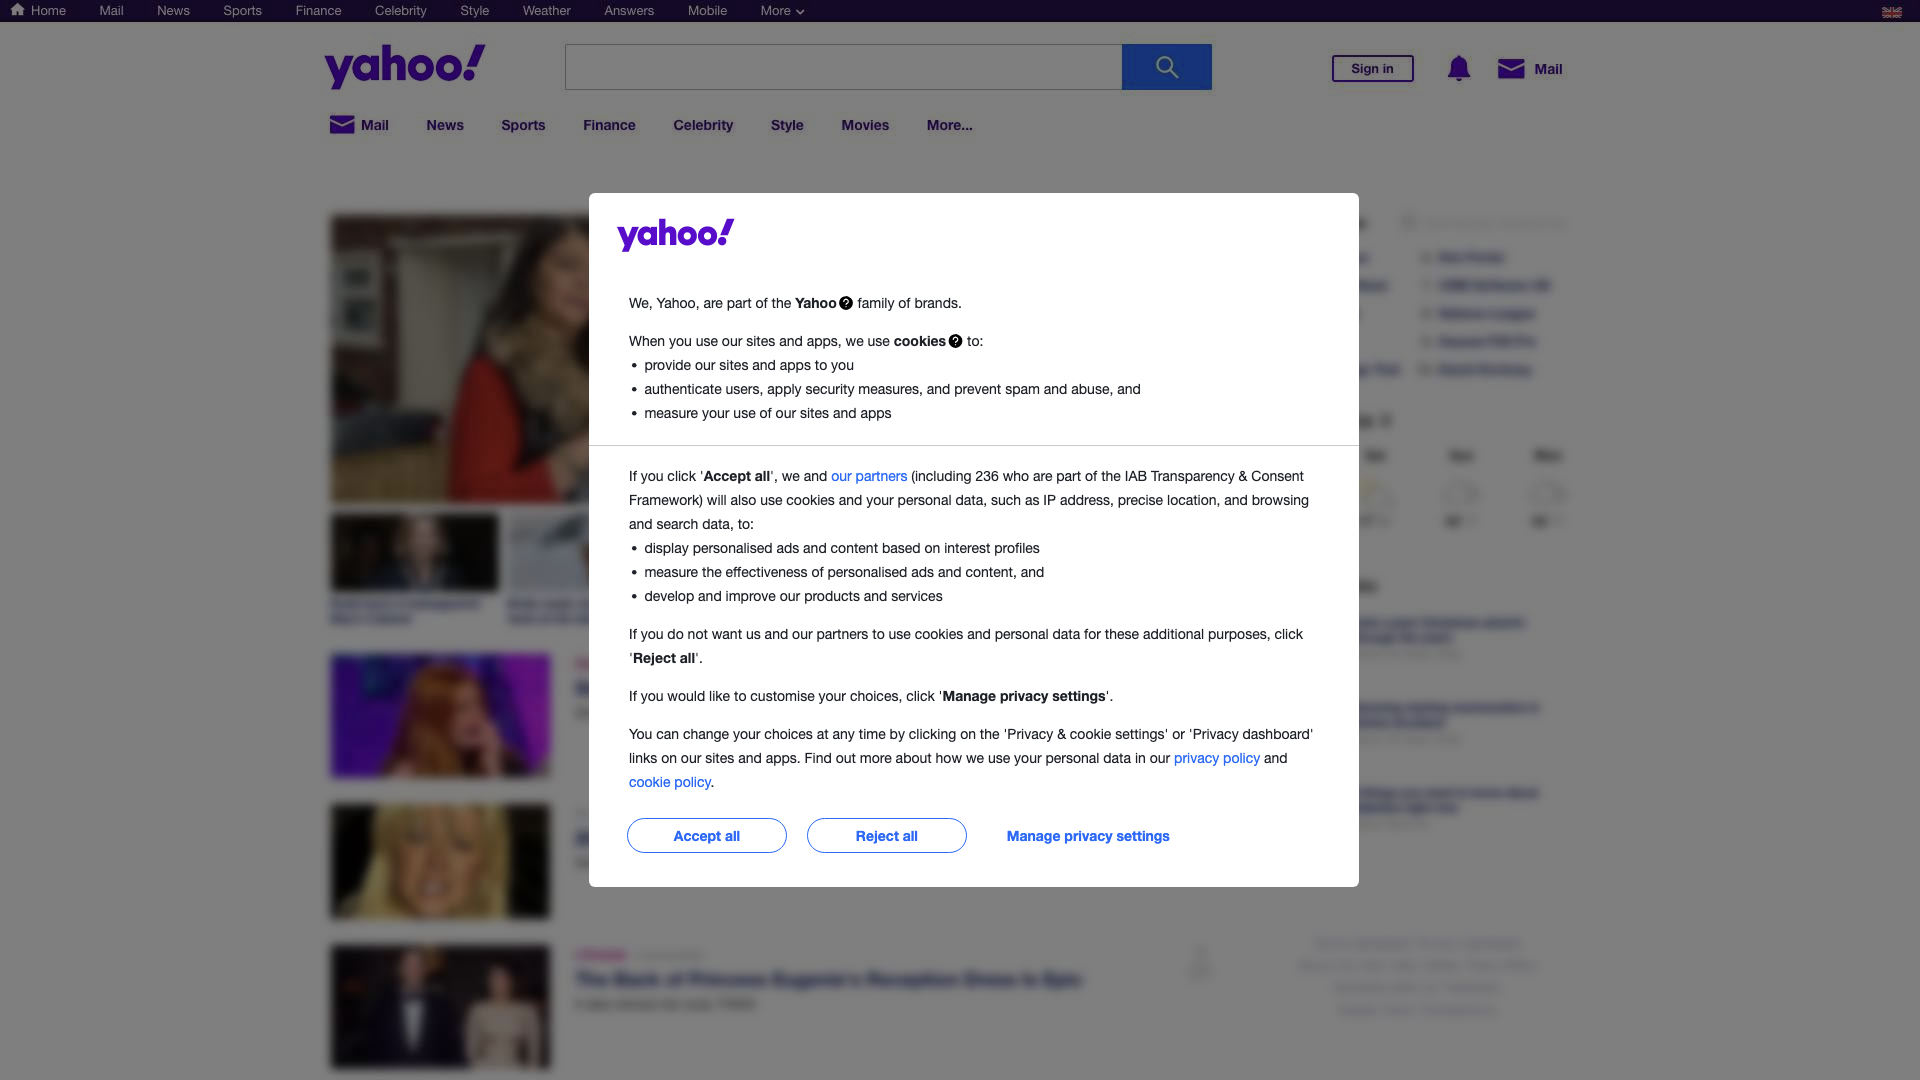 Home Mail News Sports Finance Celebrity Style Weather Answers Mobile More
yahoo!
Sign in
Mail
Mail News Sports Finance Celebrity Style Movies More...
yahoo!
We, Yahoo, are part of the Yahoo family of brands.
When you use our sites and apps, we use cookies to:
• provide our sites and apps to you
• authenticate users, apply security measures, and prevent spam and abuse, and
• measure your use of our sites and apps
If you click 'Accept all', we and our partners (including 236 who are part of the IAB Transparency & Consent
Framework) will also use cookies and your personal data, such as IP address, precise location, and browsing
and search data, to:
• display personalised ads and content based on interest profiles
• measure the effectiveness of personalised ads and content, and
• develop and improve our products and services
If you do not want us and our partners to use cookies and personal data for these additional purposes, click
'Reject all'.
If you would like to customise your choices, click 'Manage privacy settings'.
You can change your choices at any time by clicking on the 'Privacy & cookie settings' or 'Privacy dashboard'
links on our sites and apps. Find out more about how we use your personal data in our privacy policy and
cookie policy.
Accept all Reject all Manage privacy settings
The Back of Princess Eugenie's Reception Dress Is Epic